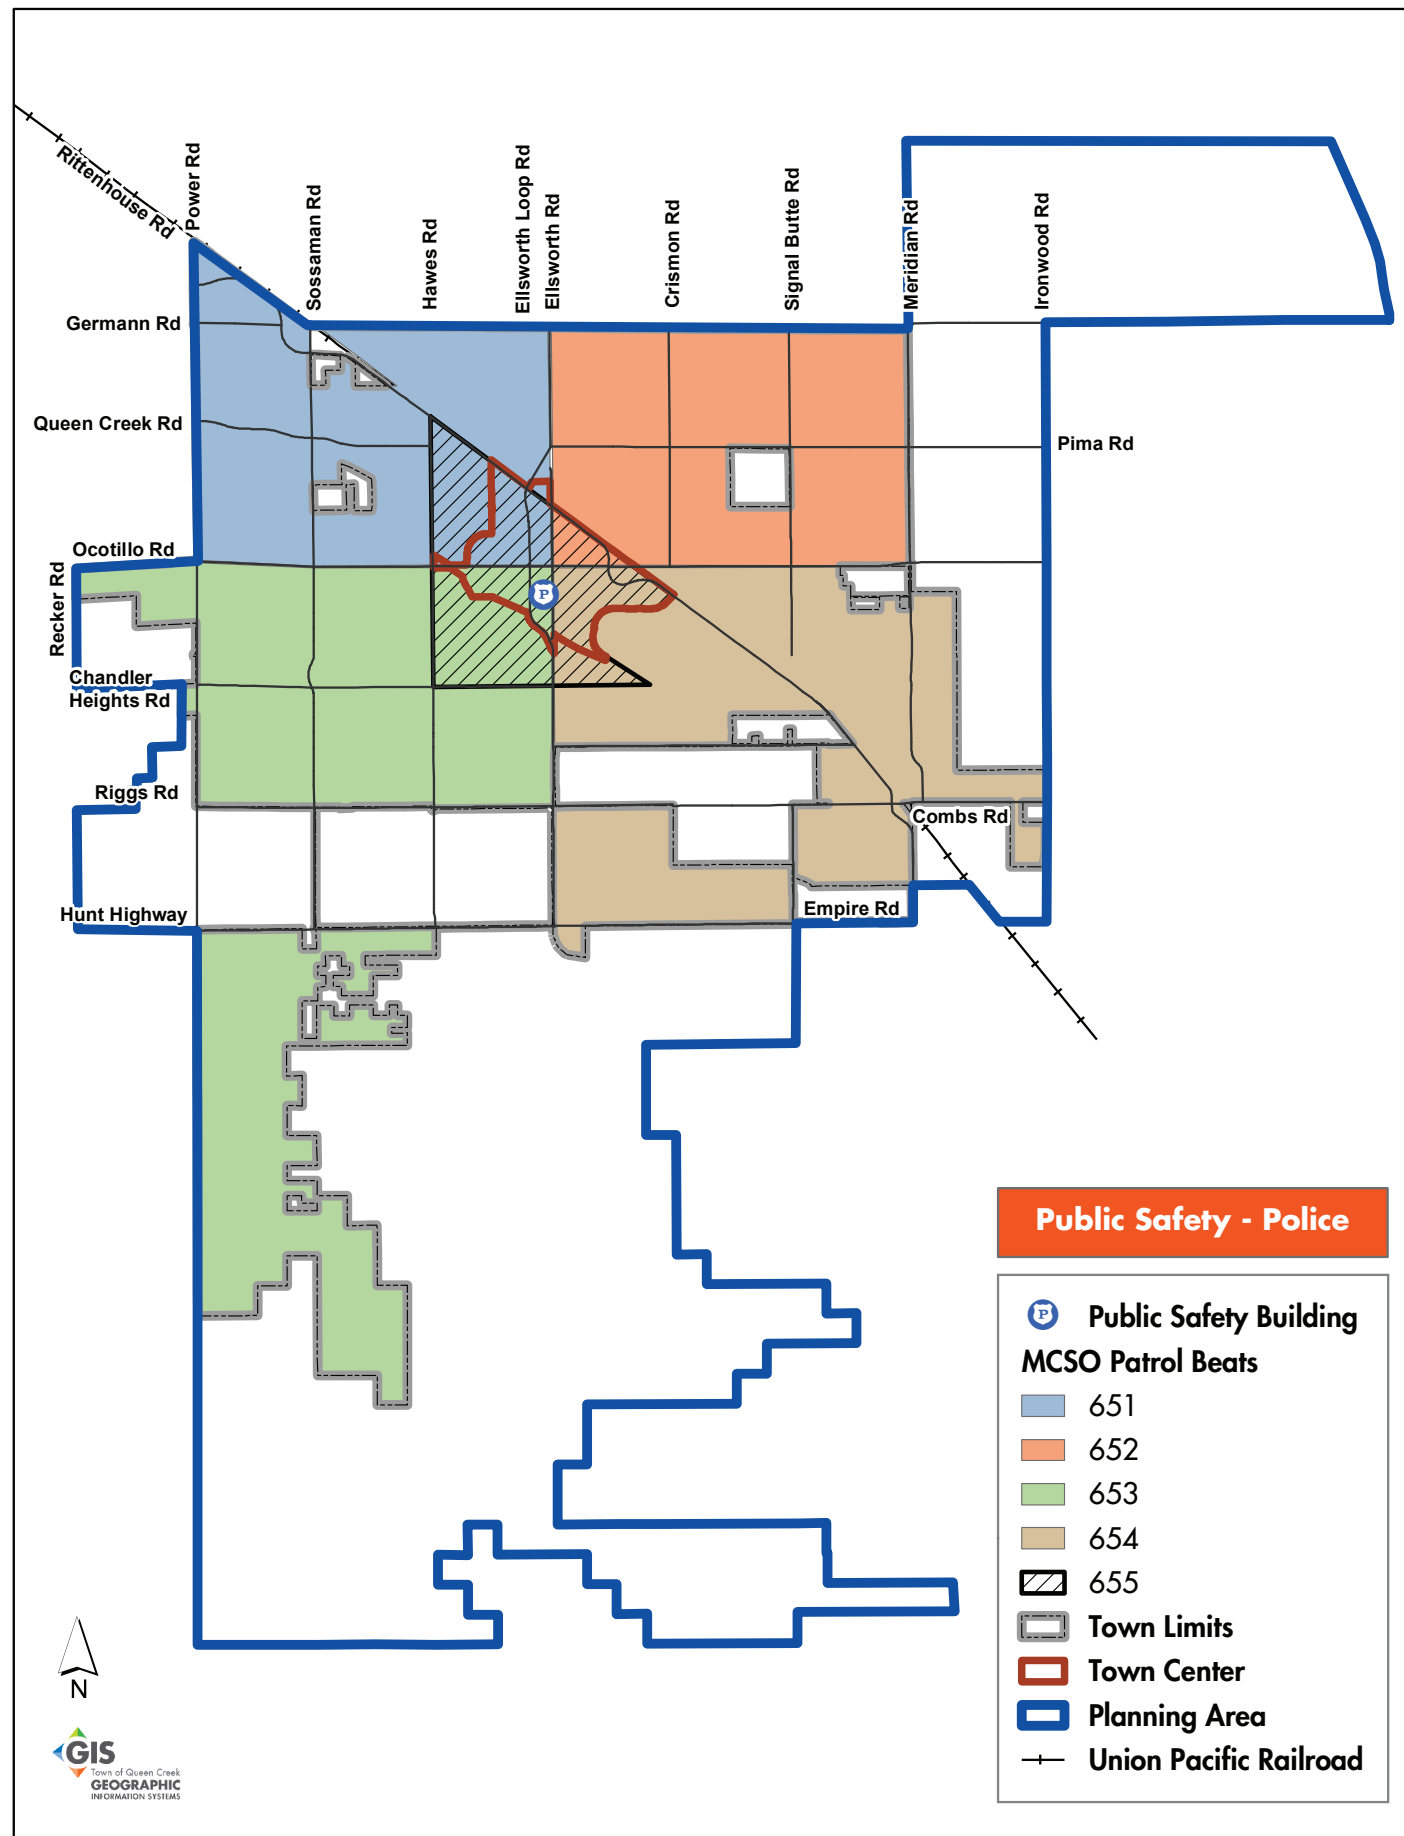 Rittenhouse Rd
Power Rd
Sossaman Rd
Hawes Rd
Ellsworth Loop Rd
Ellsworth Rd
Crismon Rd
Signal Butte Rd
Meridian Rd
Ironwood Rd
Germann Rd
Queen Creek Rd
Pima Rd
Ocotillo Rd
Recker Rd
P
Chandler
Heights Rd
Riggs Rd
Combs Rd
Hunt Highway
Empire Rd
Public Safety - Police
P
Public Safety Building
MCSO Patrol Beats
651
652
653
654
655
Town Limits
Town Center
Planning Area
Union Pacific Railroad
N
GIS
Town of Queen Creek
GEOGRAPHIC
INFORMATION SYSTEMS